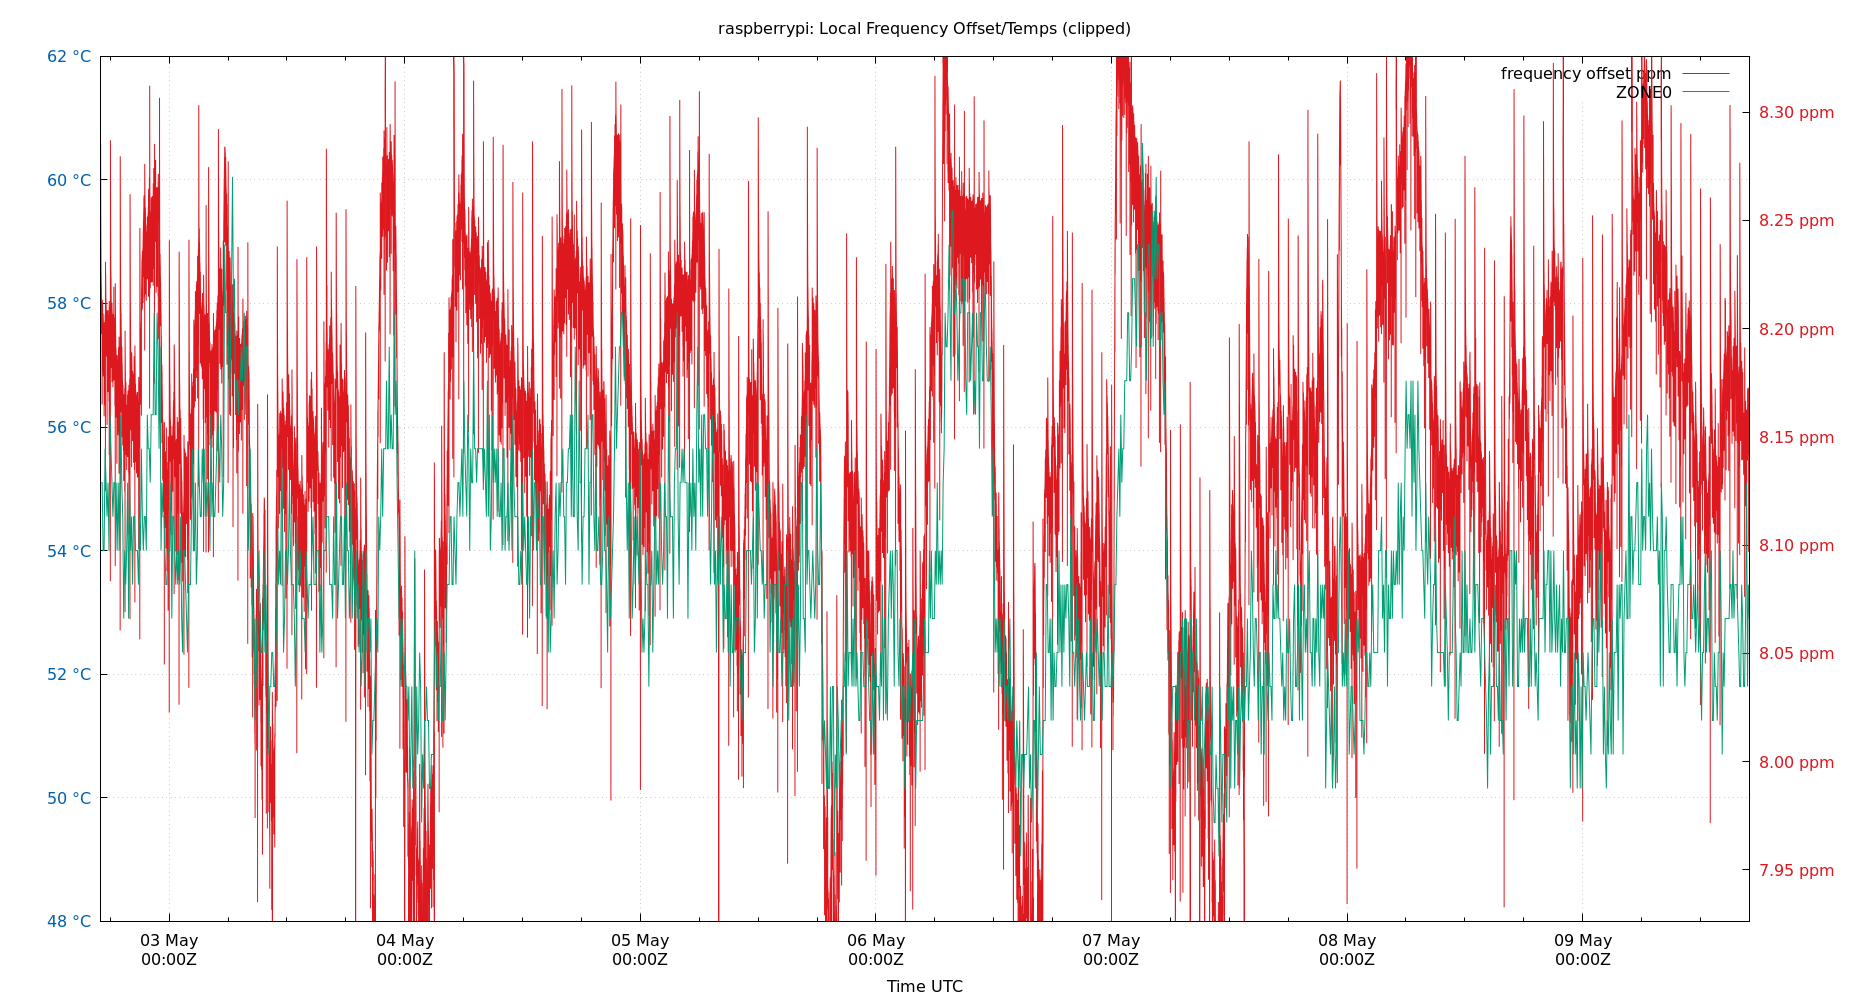 raspberrypi: Local Frequency Offset/Temps (clipped)
62 °C
60 °C
58 °C
56 °C
54 °C
52 °C
50 °C
48 °C
frequency offset ppm
ZONE0
8.30 ppm
8.25 ppm
8.20 ppm
8.15 ppm
8.10 ppm
8.05 ppm
8.00 ppm
7.95 ppm
03 May
00:00Z
04 May
00:00Z
05 May
00:00Z
06 May
00:00Z
07 May
00:00Z
08 May
00:00Z
09 May
00:00Z
Time UTC